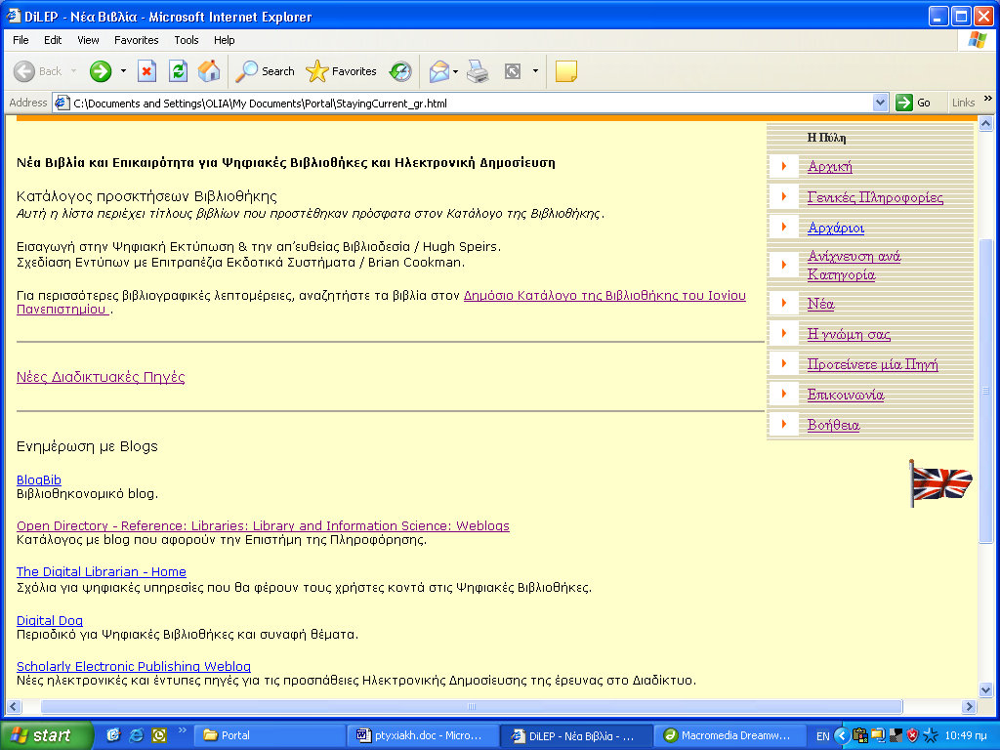 DiLEP - Νέα Βιβλία - Microsoft Internet Explorer
File Edit View Favorites Tools Help
Back Search Favorites
Address C:\Documents and Settings\OLIA\My Documents\Portal\StayingCurrent_gr.html Go Links »
Νέα Βιβλία και Επικαιρότητα για Ψηφιακές Βιβλιοθήκες και Ηλεκτρονική Δημοσίευση
Κατάλογος προσκτήσεων Βιβλιοθήκης
Αυτή η λίστα περιέχει τίτλους βιβλίων που προστέθηκαν πρόσφατα στον Κατάλογο της Βιβλιοθήκης.
Εισαγωγή στην Ψηφιακή Εκτύπωση & την απ'ευθείας Βιβλιοδεσία / Hugh Speirs.
Σχεδίαση Εντύπων με Επιτραπέζια Εκδοτικά Συστήματα / Brian Cookman.
Για περισσότερες βιβλιογραφικές λεπτομέρειες, αναζητήστε τα βιβλία στον Δημόσιο Κατάλογο της Βιβλιοθήκης του Ιονίου
Πανεπιστημίου .
Νέες Διαδικτυακές Πηγές
Ενημέρωση με Blogs
BlogBib
Βιβλιοθηκονομικό blog.
Open Directory - Reference: Libraries: Library and Information Science: Weblogs
Κατάλογος με blog που αφορούν την Επιστήμη της Πληροφόρησης.
The Digital Librarian - Home
Σχόλια για ψηφιακές υπηρεσίες που θα φέρουν τους χρήστες κοντά στις Ψηφιακές Βιβλιοθήκες.
Digital Dog
Περιοδικό για Ψηφιακές Βιβλιοθήκες και συναφή θέματα.
Scholarly Electronic Publishing Weblog
Νέες ηλεκτρονικές και έντυπες πηγές για τις προσπάθειες Ηλεκτρονικής Δημοσίευσης της έρευνας στο Διαδίκτυο.
Η Πύλη
Αρχική
Γενικές Πληροφορίες
Αρχάριοι
Ανίχνευση ανά
Κατηγορία
Νέα
Η γνώμη σας
Προτείνετε μία Πηγή
Επικοινωνία
Βοήθεια
start » Portal ptyxiakh.doc - Micro... DiLEP - Νέα Βιβλία - ... Macromedia Dreamw... EN 10:49 πμ